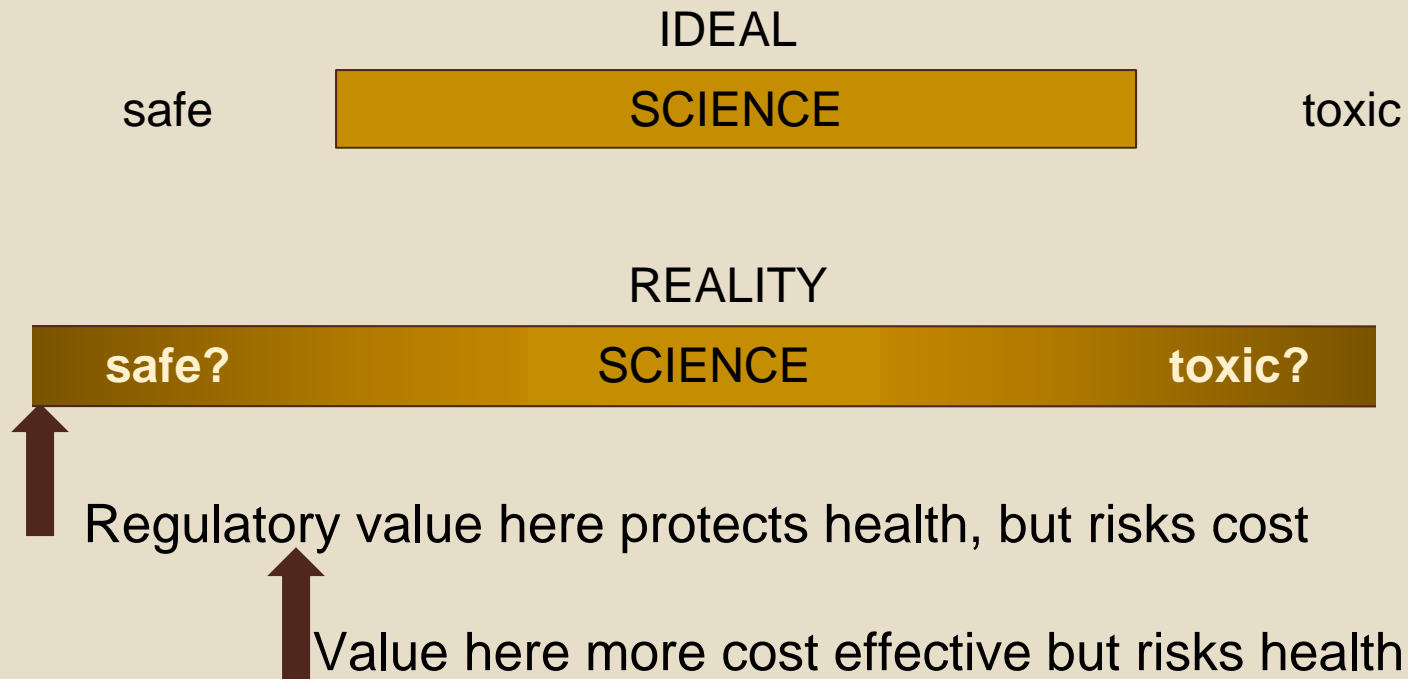 IDEAL
safe SCIENCE toxic
REALITY
safe? SCIENCE toxic?
Regulatory value here protects health, but risks cost
Value here more cost effective but risks health